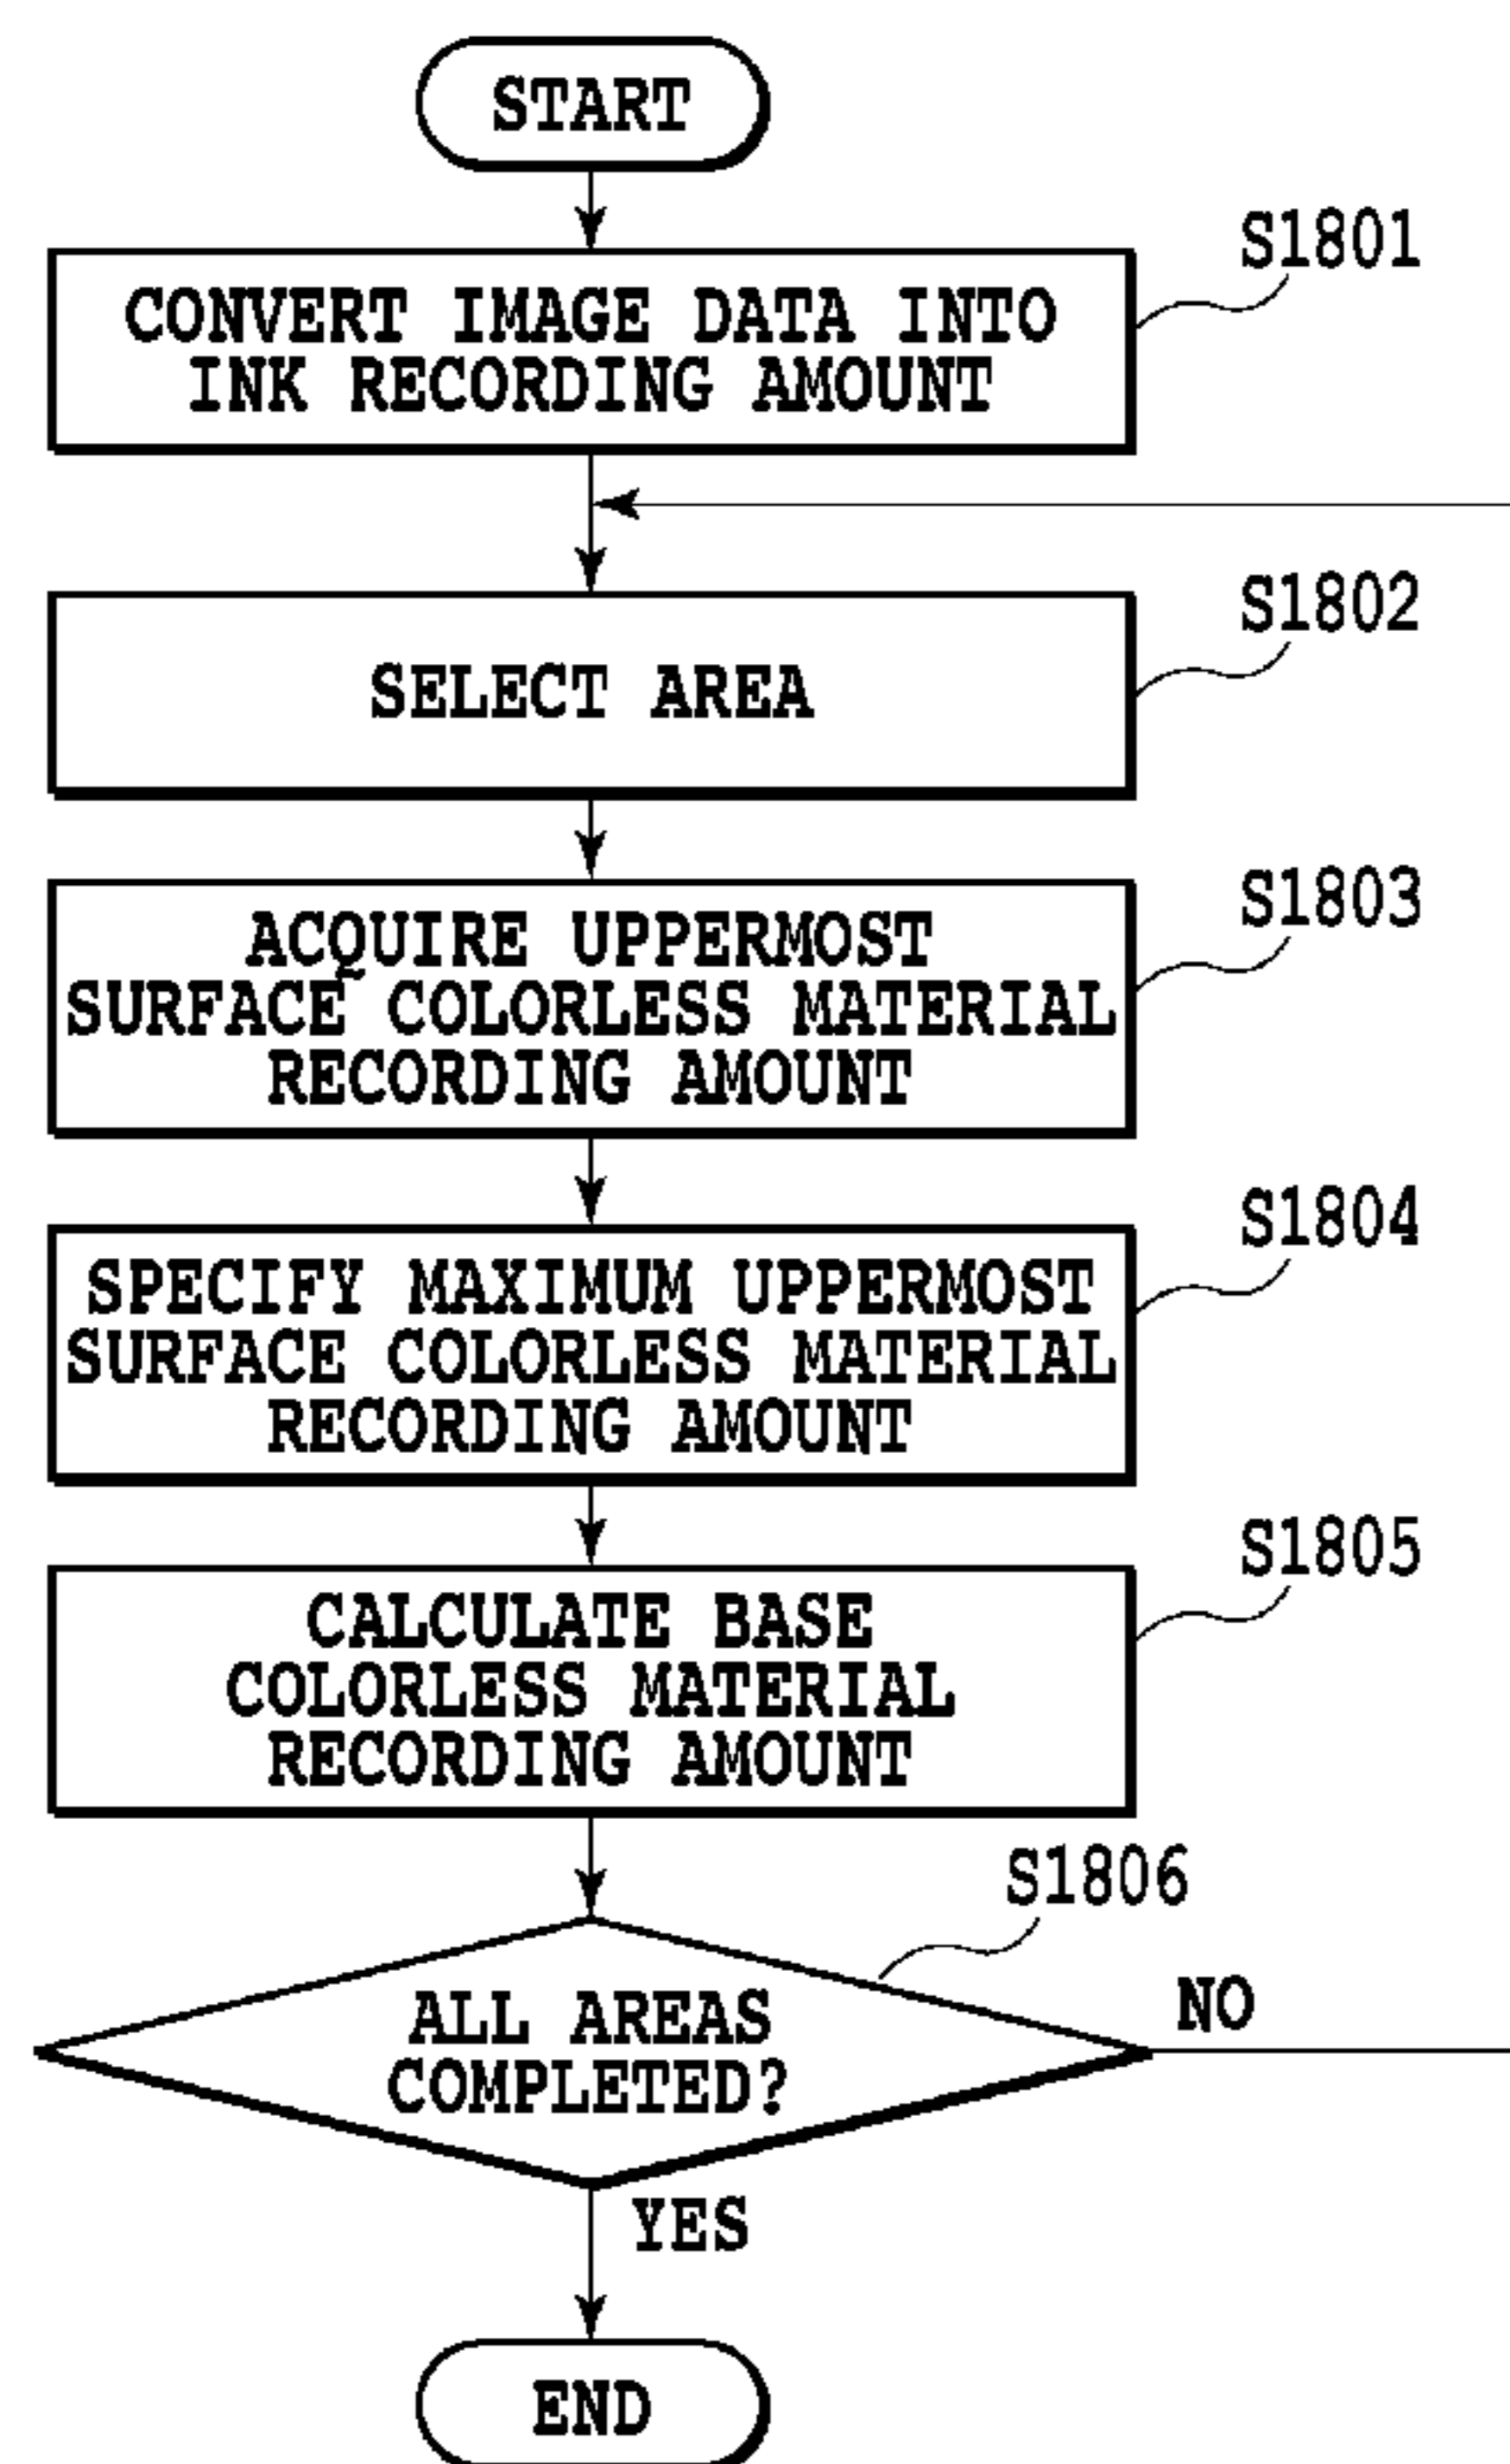 START
S1801
CONVERT IMAGE DATA INTO
INK RECORDING AMOUNT
S1802
SELECT AREA
S1803
ACQUIRE UPPERMOST
SURFACE COLORLESS MATERIAL
RECORDING AMOUNT
S1804
SPECIFY MAXIMUM UPPERMOST
SURFACE COLORLESS MATERIAL
RECORDING AMOUNT
S1805
CALCULATE BASE
COLORLESS MATERIAL
RECORDING AMOUNT
S1806
ALL AREAS
COMPLETED?
NO
YES
END